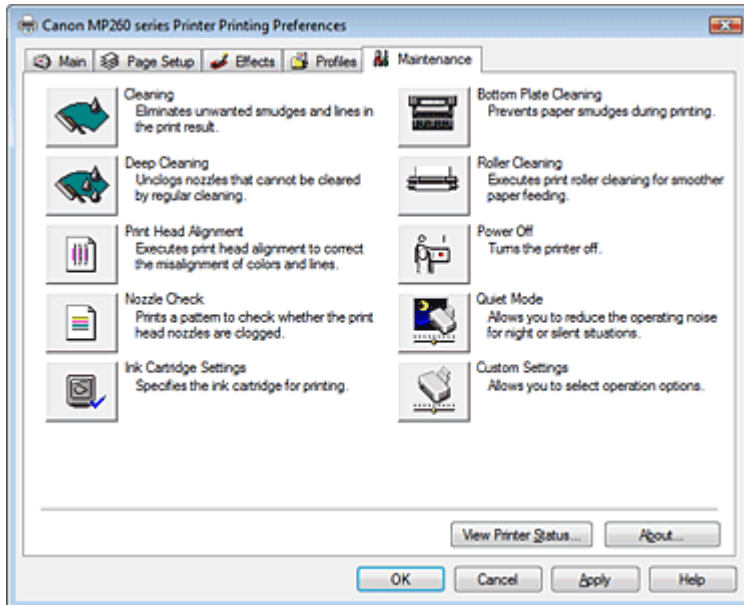 Canon MP260 series Printer Printing Preferences
Main
Page Setup
Effects
Profiles
Maintenance
Cleaning
Eliminates unwanted smudges and lines in
the print result.
Deep Cleaning
Unclogs nozzles that cannot be cleared
by regular cleaning.
Print Head Alignment
Executes print head alignment to correct
the misalignment of colors and lines.
Nozzle Check
Prints a pattern to check whether the print
head nozzles are clogged.
Ink Cartridge Settings
Specifies the ink cartridge for printing.
Bottom Plate Cleaning
Prevents paper smudges during printing.
Roller Cleaning
Executes print roller cleaning for smoother
paper feeding.
Power Off
Turns the printer off.
Quiet Mode
Allows you to reduce the operating noise
for night or silent situations.
Custom Settings
Allows you to select operation options.
View Printer Status...
About...
OK
Cancel
Apply
Help